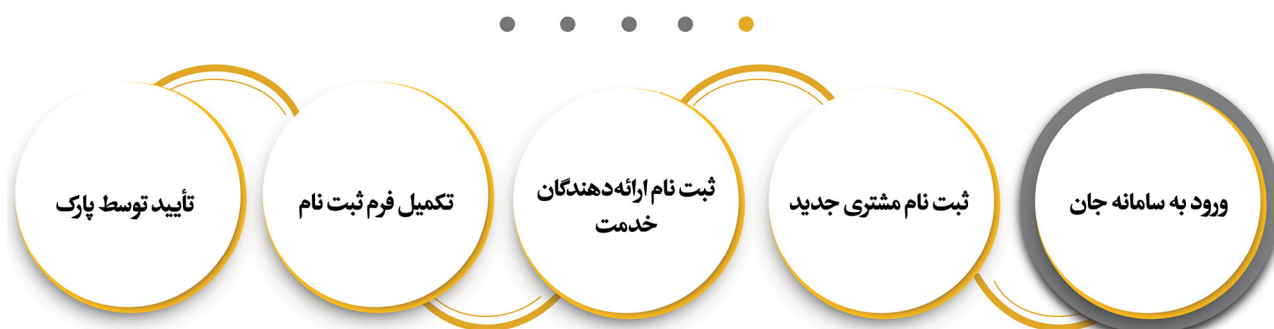 ورود به سامانه جان
ثبت نام مشتری جدید
ثبت نام ارائه‌دهندگان
خدمت
تکمیل فرم ثبت نام
تأیید توسط پارک